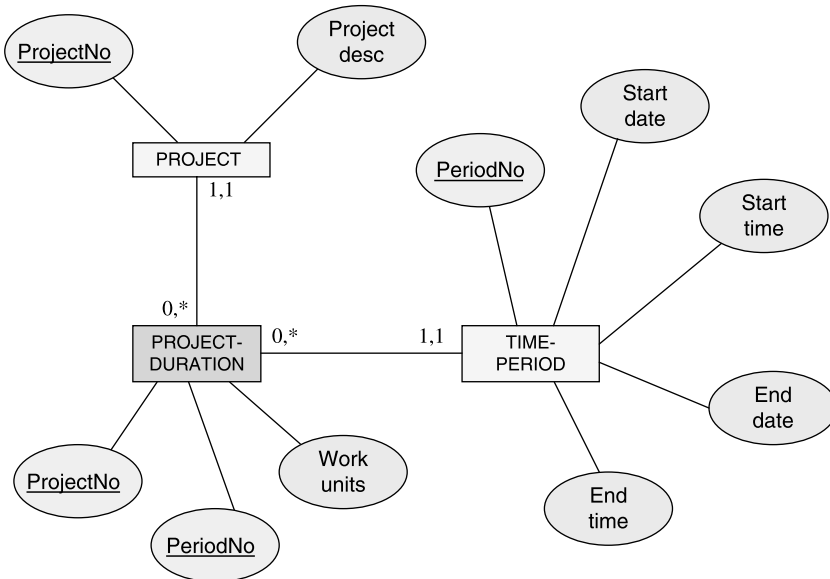 ProjectNo
Project
desc
PROJECT
1,1
Start
date
PeriodNo
Start
time
0,*
PROJECT-
DURATION
0,*
1,1
TIME-
PERIOD
End
date
ProjectNo
Work
units
PeriodNo
End
time